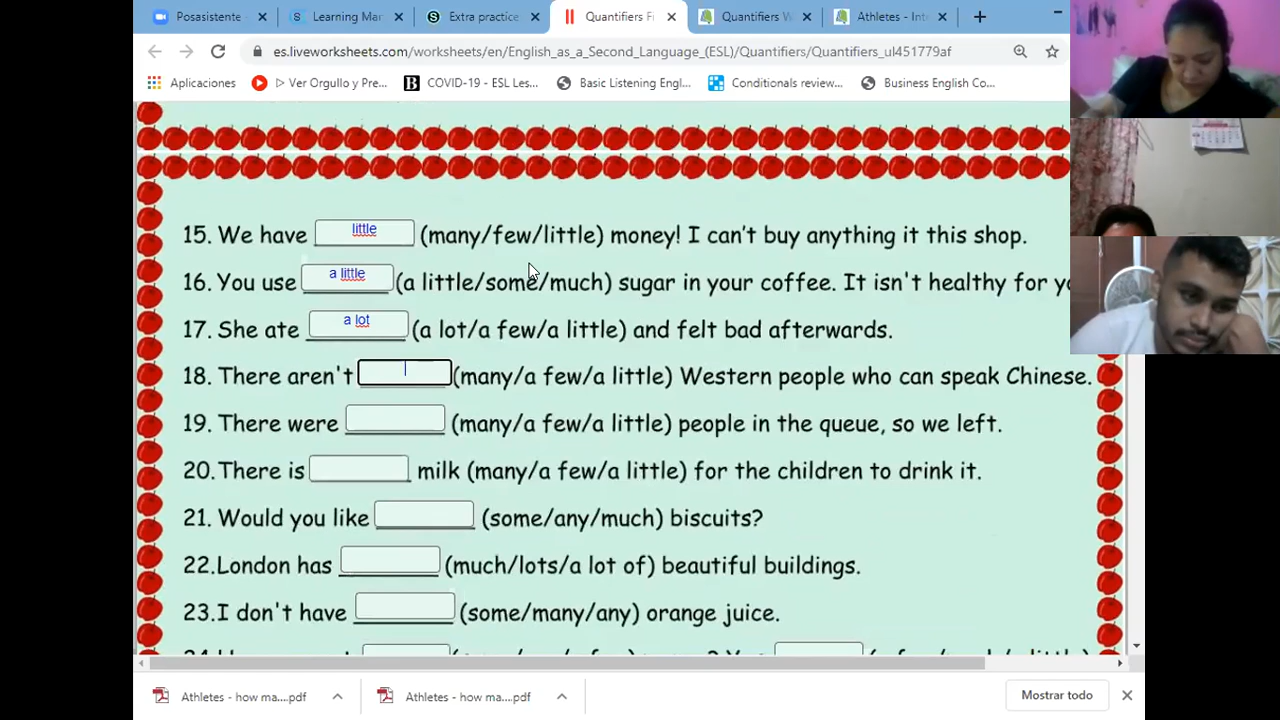 Posasistente
Learning Mar
Extra practice
Quantifiers Fi
Quantifiers W
Athletes - Int
es.liveworksheets.com/worksheets/en/English_as_a_Second_Language_(ESL)/Quantifiers/Quantifiers_ul451779af
Aplicaciones
Ver Orgullo y Pre...
COVID-19 - ESL Les...
Basic Listening Engl...
Conditionals review...
Business English Co...
15. We have little (many/few/little) money! I can't buy anything it this shop.
16. You use a little (a little/some/much) sugar in your coffee. It isn't healthy for yo
17. She ate a lot (a lot/a few/a little) and felt bad afterwards.
18. There aren't (many/a few/a little) Western people who can speak Chinese.
19. There were (many/a few/a little) people in the queue, so we left.
20.There is milk (many/a few/a little) for the children to drink it.
21. Would you like (some/any/much) biscuits?
22.London has (much/lots/a lot of) beautiful buildings.
23.I don't have (some/many/any) orange juice.
Athletes - how ma....pdf
Athletes - how ma....pdf
Mostrar todo